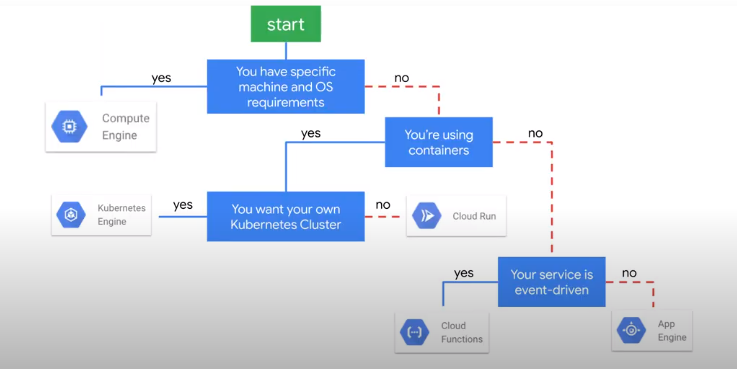 start
yes
You have specific
machine and OS
requirements
no
Compute
Engine
yes
You're using
containers
no
Kubernetes
Engine
yes
You want your own
Kubernetes Cluster
no
Cloud Run
yes
Your service is
event-driven
no
Cloud
Functions
App
Engine